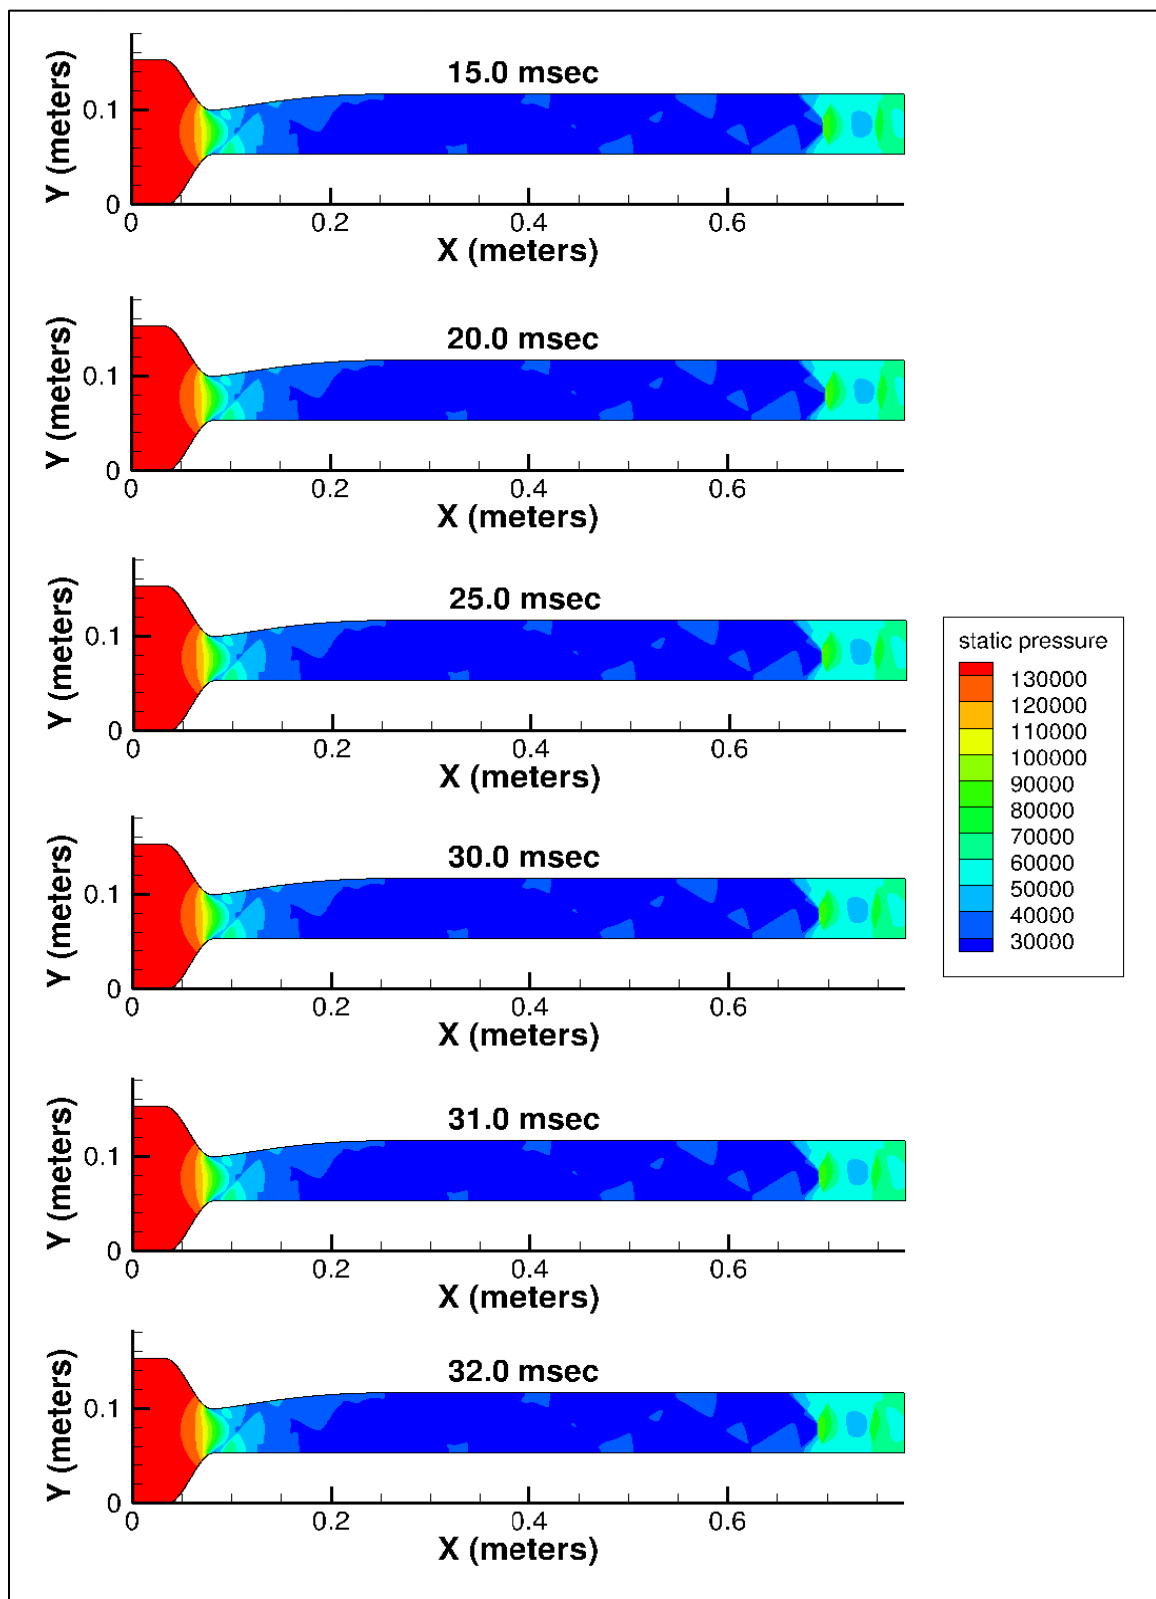 15.0 msec
Y (meters)
0.1
0
0 0.2 0.4 0.6
X (meters)
20.0 msec
Y (meters)
0.1
0
0 0.2 0.4 0.6
X (meters)
25.0 msec
Y (meters)
0.1
0
0 0.2 0.4 0.6
X (meters)
static pressure
130000
120000
110000
100000
90000
80000
70000
60000
50000
40000
30000
30.0 msec
Y (meters)
0.1
0
0 0.2 0.4 0.6
X (meters)
31.0 msec
Y (meters)
0.1
0
0 0.2 0.4 0.6
X (meters)
32.0 msec
Y (meters)
0.1
0
0 0.2 0.4 0.6
X (meters)